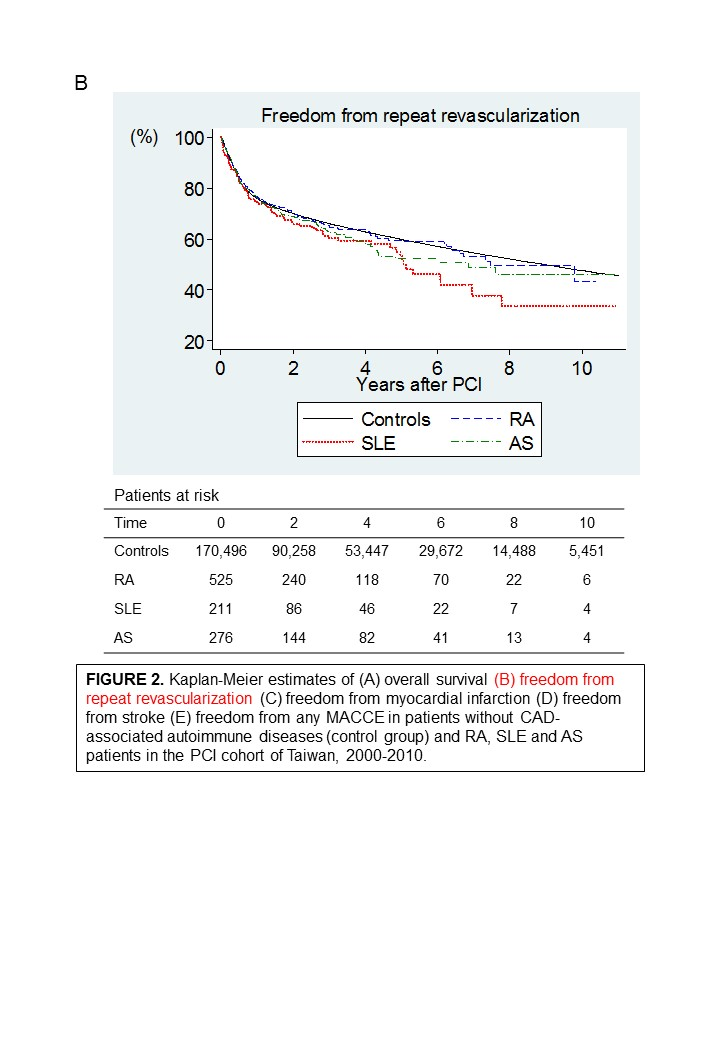 B
Freedom from repeat revascularization
(%)
100
80
60
40
20
0 2 4 6 8 10
Years after PCI
Controls RA
SLE AS
Patients at risk
Time 0 2 4 6 8 10
Controls 170,496 90,258 53,447 29,672 14,488 5,451
RA 525 240 118 70 22 6
SLE 211 86 46 22 7 4
AS 276 144 82 41 13 4
FIGURE 2. Kaplan-Meier estimates of (A) overall survival (B) freedom from
repeat revascularization (C) freedom from myocardial infarction (D) freedom
from stroke (E) freedom from any MACCE in patients without CAD-
associated autoimmune diseases (control group) and RA, SLE and AS
patients in the PCI cohort of Taiwan, 2000-2010.